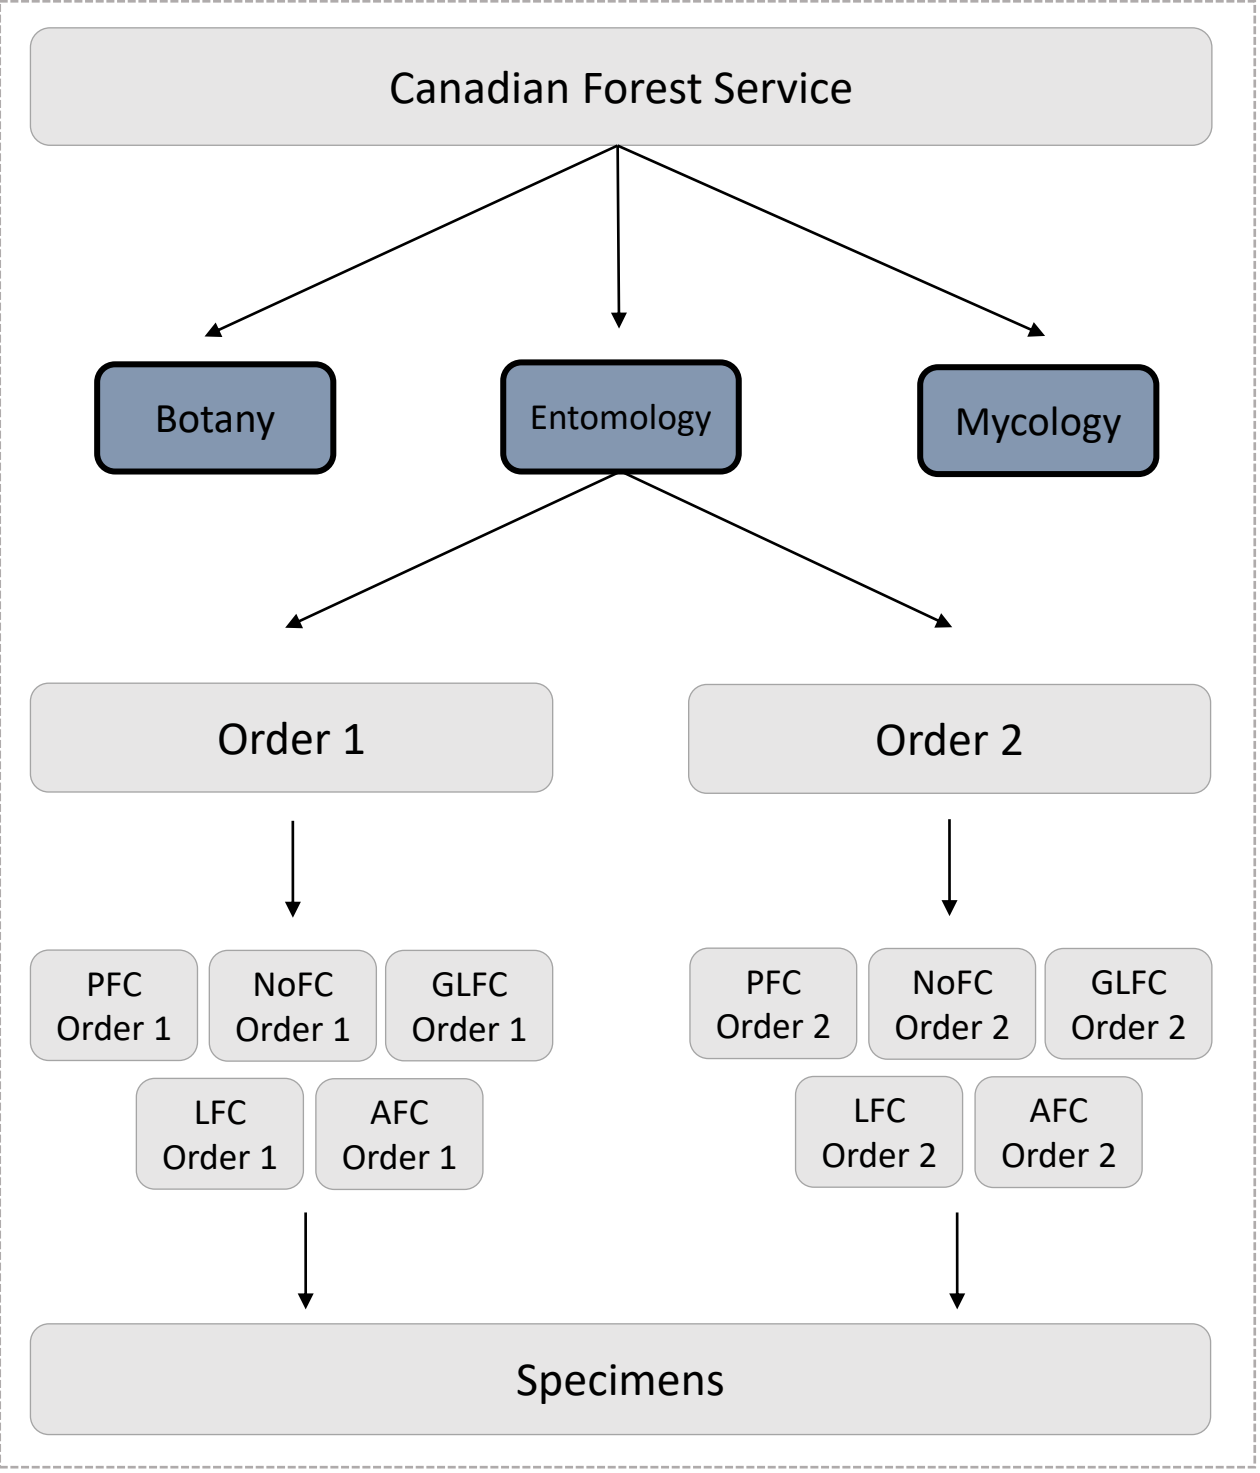 Canadian Forest Service
Botany
Entomology
Mycology
Order 1
Order 2
PFC
Order 1
NoFC
Order 1
GLFC
Order 1
LFC
Order 1
AFC
Order 1
PFC
Order 2
NoFC
Order 2
GLFC
Order 2
LFC
Order 2
AFC
Order 2
Specimens